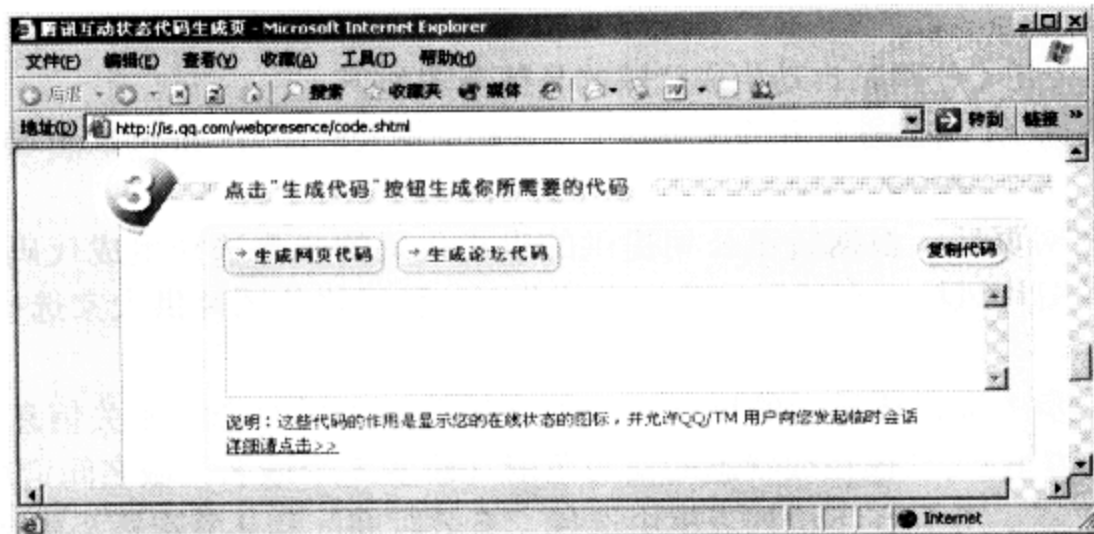 腾讯互动状态代码生成页 - Microsoft Internet Explorer
文件(F) 编辑(E) 查看(V) 收藏(A) 工具(T) 帮助(H)
后退 搜索 收藏夹 媒体
地址(D) http://is.qq.com/webpresence/code.shtml 转到 链接 »
3 点击"生成代码"按钮生成你所需要的代码
→ 生成网页代码 → 生成论坛代码 复制代码
说明：这些代码的作用是显示您的在线状态的图标，并允许QQ/TM 用户向您发起临时会话
详细请点击>>
Internet